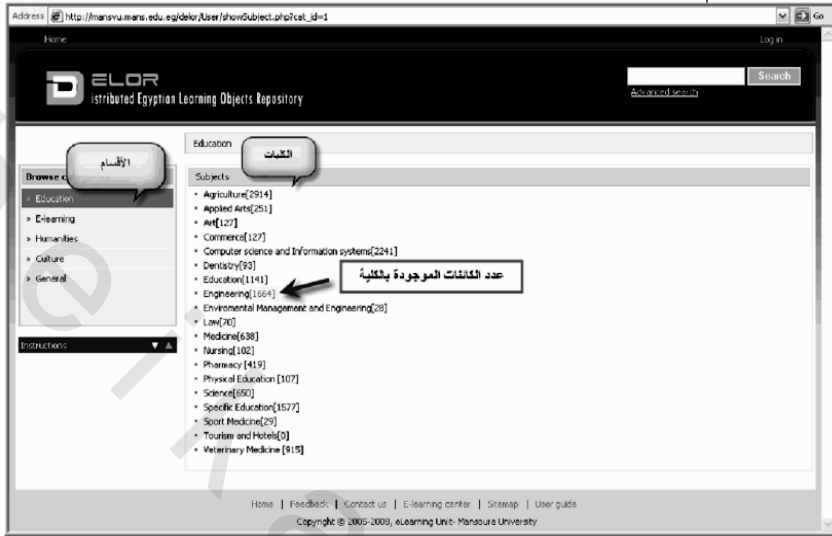 Address http://mansvu.mans.edu.eg/delor/User/showSubject.php?cat_id=1 Go
Home Log in
D ELOR
istributed Egyptian Learning Objects Repository
Search
Advanced search
Education
الكليات
الأقسام
Browse
Subjects
» Education
» E-learning
» Humanities
» Culture
» General
Instructions
Agriculture[2914]
Applied Arts[251]
Art[127]
Commerce[127]
Computer science and Information systems[2241]
Dentistry[93]
Education[1141]
Engineering[1664]
عدد الكائنات الموجودة بالكلية
Enviromental Management and Engineering[28]
Law[70]
Medicine[638]
Nursing[102]
Pharmacy [419]
Physical Education [107]
Science[650]
Specific Education[1577]
Sport Medicine[29]
Tourism and Hotels[0]
Veterinary Medicine [915]
Home | Feedback | Contact us | E-learning center | Sitemap | User guide
Copyright © 2005-2008, eLearning Unit- Mansoura University